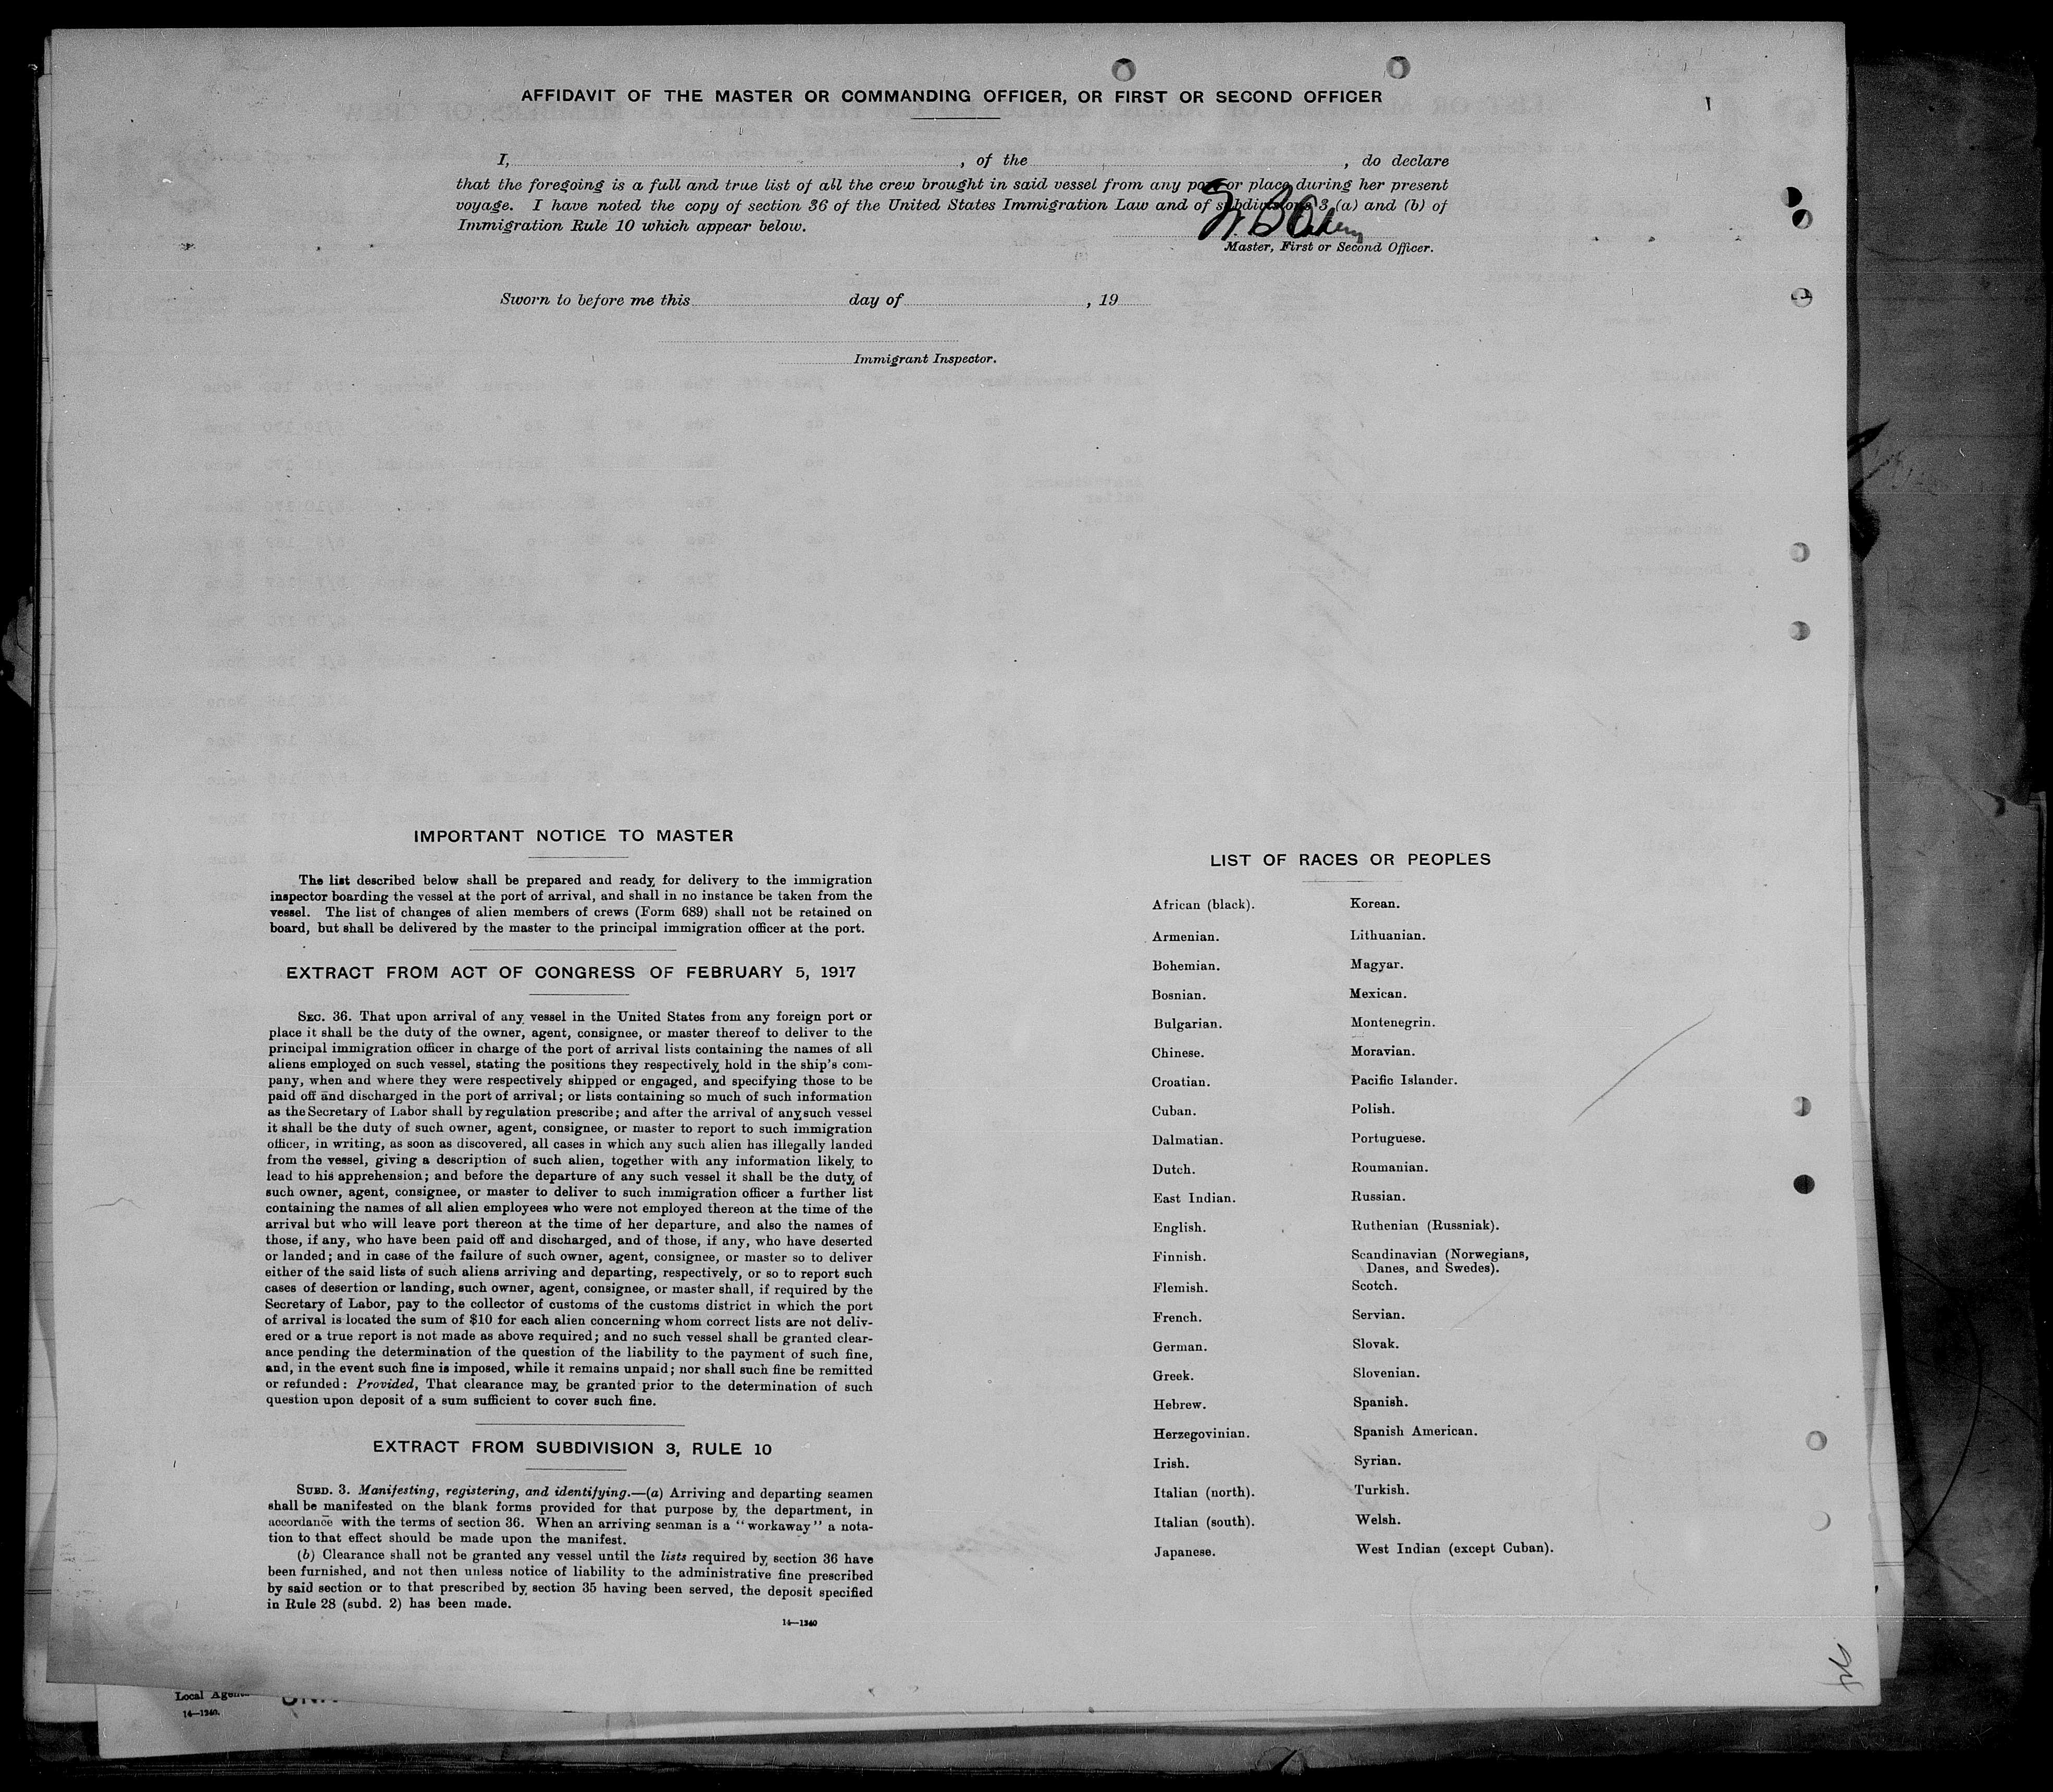 AFFIDAVIT OF THE MASTER OR COMMANDING OFFICER, OR FIRST OR SECOND OFFICER
I, , of the , do declare
that the foregoing is a full and true list of all the crew brought in said vessel from any port or place during her present
voyage. I have noted the copy of section 36 of the United States Immigration Law and of subdivisions 3 (a) and (b) of
Immigration Rule 10 which appear below.
Master, First or Second Officer.
Sworn to before me this day of , 19
Immigrant Inspector.
IMPORTANT NOTICE TO MASTER
The list described below shall be prepared and ready for delivery to the immigration
inspector boarding the vessel at the port of arrival, and shall in no instance be taken from the
vessel. The list of changes of alien members of crews (Form 689) shall not be retained on
board, but shall be delivered by the master to the principal immigration officer at the port.
EXTRACT FROM ACT OF CONGRESS OF FEBRUARY 5, 1917
SEC. 36. That upon arrival of any vessel in the United States from any foreign port or
place it shall be the duty of the owner, agent, consignee, or master thereof to deliver to the
principal immigration officer in charge of the port of arrival lists containing the names of all
aliens employed on such vessel, stating the positions they respectively hold in the ship's com-
pany, when and where they were respectively shipped or engaged, and specifying those to be
paid off and discharged in the port of arrival; or lists containing so much of such information
as the Secretary of Labor shall by regulation prescribe; and after the arrival of any such vessel
it shall be the duty of such owner, agent, consignee, or master to report to such immigration
officer, in writing, as soon as discovered, all cases in which any such alien has illegally landed
from the vessel, giving a description of such alien, together with any information likely to
lead to his apprehension; and before the departure of any such vessel it shall be the duty of
such owner, agent, consignee, or master to deliver to such immigration officer a further list
containing the names of all alien employees who were not employed thereon at the time of the
arrival but who will leave port thereon at the time of her departure, and also the names of
those, if any, who have been paid off and discharged, and of those, if any, who have deserted
or landed; and in case of the failure of such owner, agent, consignee, or master so to deliver
either of the said lists of such aliens arriving and departing, respectively, or so to report such
cases of desertion or landing, such owner, agent, consignee, or master shall, if required by the
Secretary of Labor, pay to the collector of customs of the customs district in which the port
of arrival is located the sum of $10 for each alien concerning whom correct lists are not deliv-
ered or a true report is not made as above required; and no such vessel shall be granted clear-
ance pending the determination of the question of the liability to the payment of such fine,
and, in the event such fine is imposed, while it remains unpaid; nor shall such fine be remitted
or refunded: Provided, That clearance may be granted prior to the determination of such
question upon deposit of a sum sufficient to cover such fine.
EXTRACT FROM SUBDIVISION 3, RULE 10
SUBD. 3. Manifesting, registering, and identifying.—(a) Arriving and departing seamen
shall be manifested on the blank forms provided for that purpose by the department, in
accordance with the terms of section 36. When an arriving seaman is a "workaway" a nota-
tion to that effect should be made upon the manifest.
(b) Clearance shall not be granted any vessel until the lists required by section 36 have
been furnished, and not then unless notice of liability to the administrative fine prescribed
by said section or to that prescribed by section 35 having been served, the deposit specified
in Rule 28 (subd. 2) has been made.
14—1240
LIST OF RACES OR PEOPLES
African (black).
Armenian.
Bohemian.
Bosnian.
Bulgarian.
Chinese.
Croatian.
Cuban.
Dalmatian.
Dutch.
East Indian.
English.
Finnish.
Flemish.
French.
German.
Greek.
Hebrew.
Herzegovinian.
Irish.
Italian (north).
Italian (south).
Japanese.
Korean.
Lithuanian.
Magyar.
Mexican.
Montenegrin.
Moravian.
Pacific Islander.
Polish.
Portuguese.
Roumanian.
Russian.
Ruthenian (Russniak).
Scandinavian (Norwegians,
Danes, and Swedes).
Scotch.
Servian.
Slovak.
Slovenian.
Spanish.
Spanish American.
Syrian.
Turkish.
Welsh.
West Indian (except Cuban).
Local
14—1240.